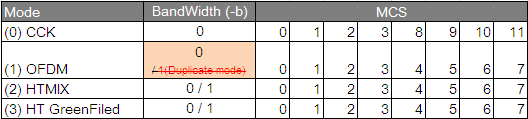 Mode BandWidth (-b) MCS
(0) CCK 0 0 1 2 3 8 9 10 11
0
(1) OFDM / 1(Duplicate mode) 0 1 2 3 4 5 6 7
(2) HTMIX 0 / 1 0 1 2 3 4 5 6 7
(3) HT GreenFiled 0 / 1 0 1 2 3 4 5 6 7